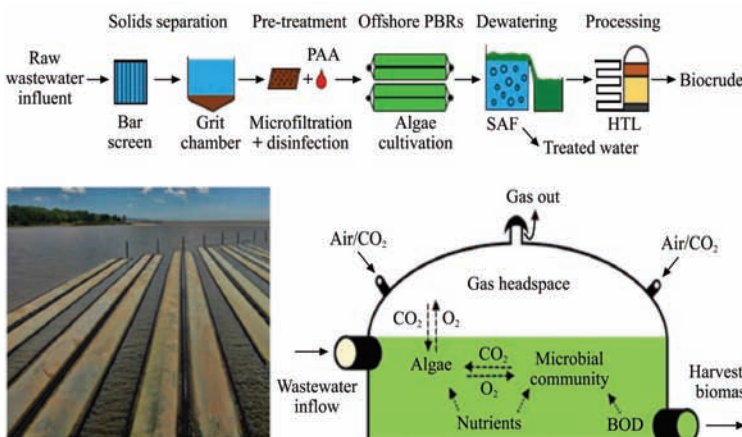 Solids separation
Pre-treatment
Offshore PBRs
Dewatering
Processing
Raw
wastewater
influent
PAA
+
Biocrude
Bar
screen
Grit
chamber
Microfiltration
+ disinfection
Algae
cultivation
SAF
HTL
Treated water
Gas out
Air/CO₂
Air/CO₂
Gas headspace
CO₂
O₂
Algae
CO₂
O₂
Microbial
community
Wastewater
inflow
Nutrients
BOD
Harvest
biomas